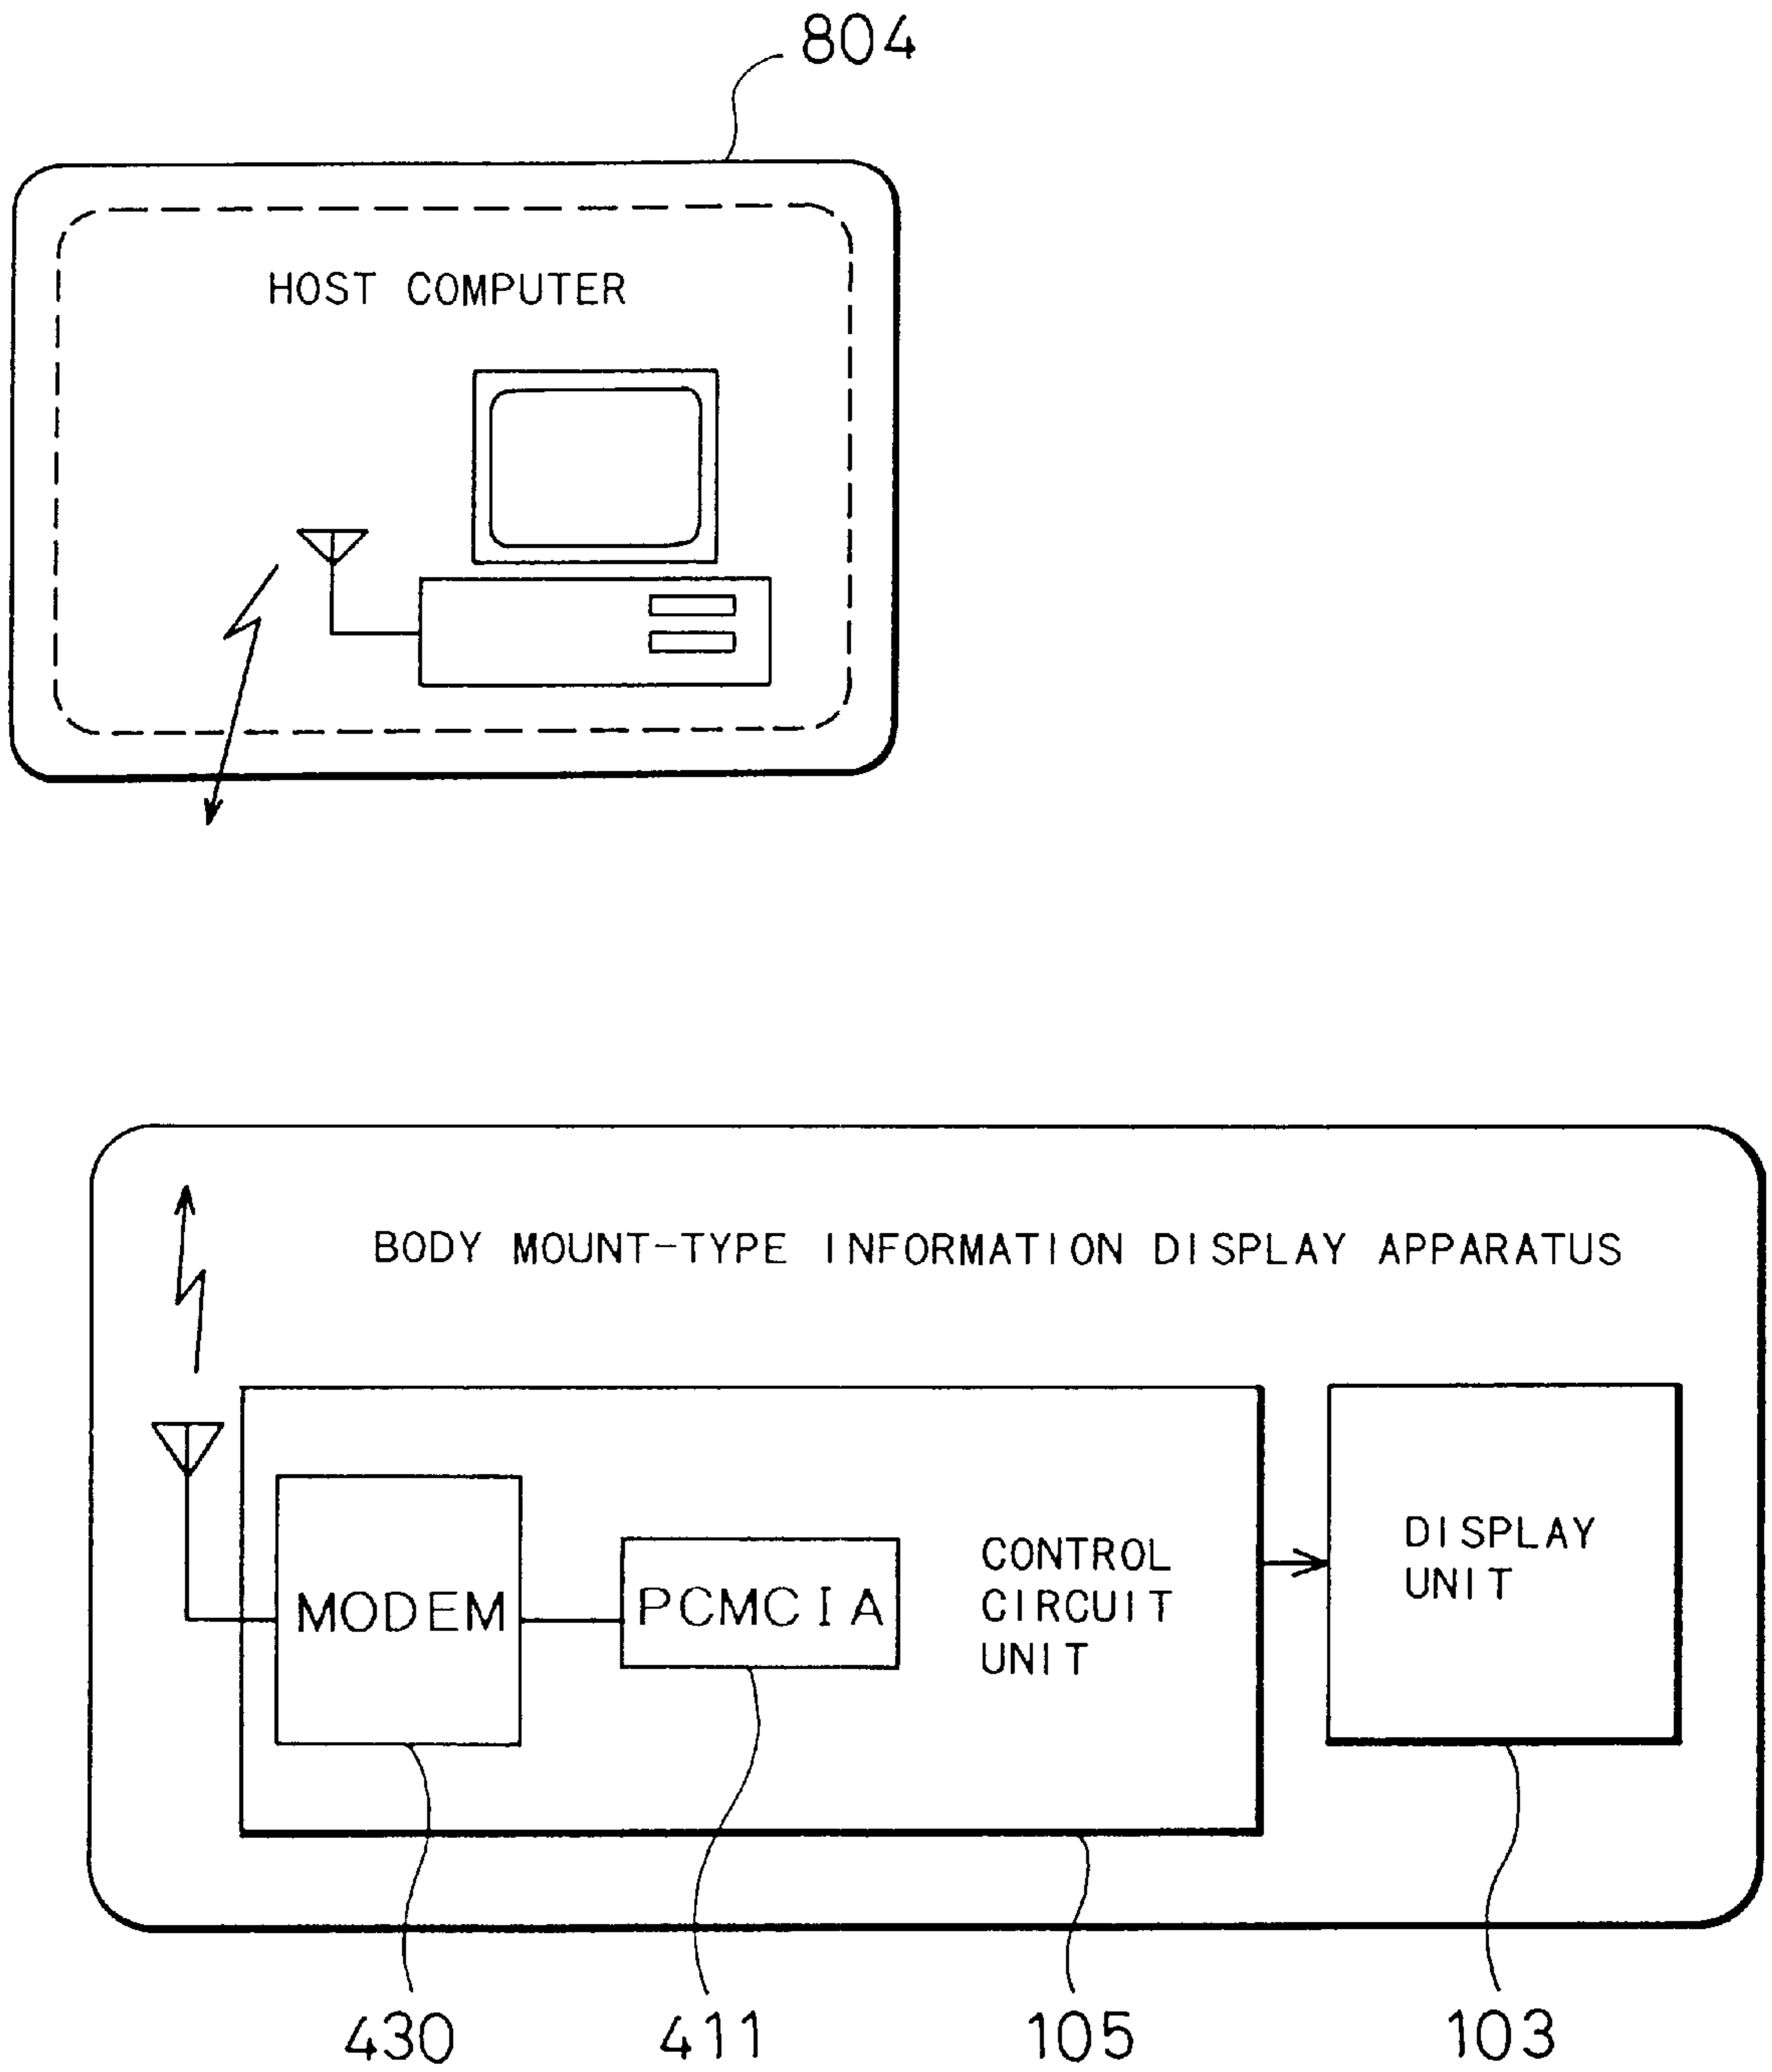 804
HOST COMPUTER
BODY MOUNT-TYPE INFORMATION DISPLAY APPARATUS
MODEM
PCMCIA
CONTROL
CIRCUIT
UNIT
DISPLAY
UNIT
430
411
105
103